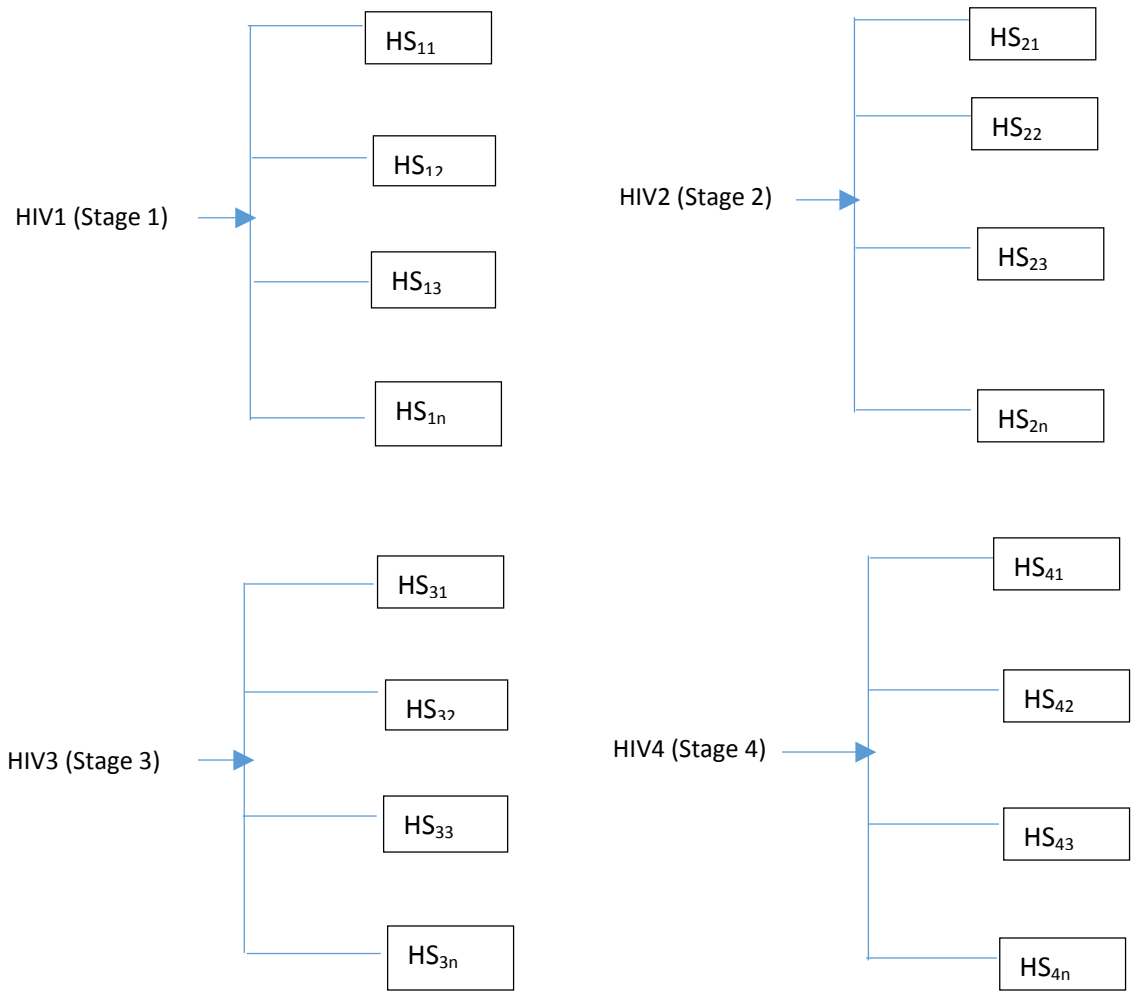 HS₁₁
HS₁₂
HIV1 (Stage 1)
HS₁₃
HS₁ₙ
HS₂₁
HS₂₂
HIV2 (Stage 2)
HS₂₃
HS₂ₙ
HS₃₁
HS₃₂
HIV3 (Stage 3)
HS₃₃
HS₃ₙ
HS₄₁
HS₄₂
HIV4 (Stage 4)
HS₄₃
HS₄ₙ